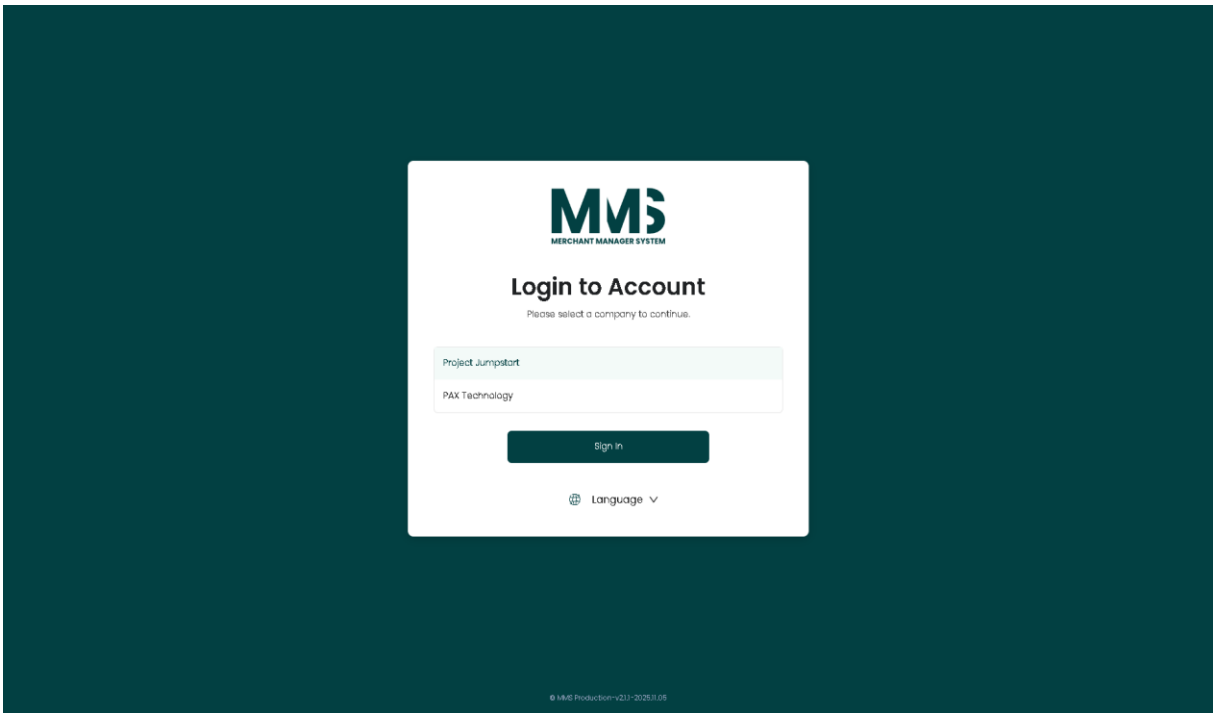 MMS
MERCHANT MANAGER SYSTEM
Login to Account
Please select a company to continue.
Project Jumpstart
PAX Technology
Sign In
Language
© MMS Production-v2.1.1-2025.11.05